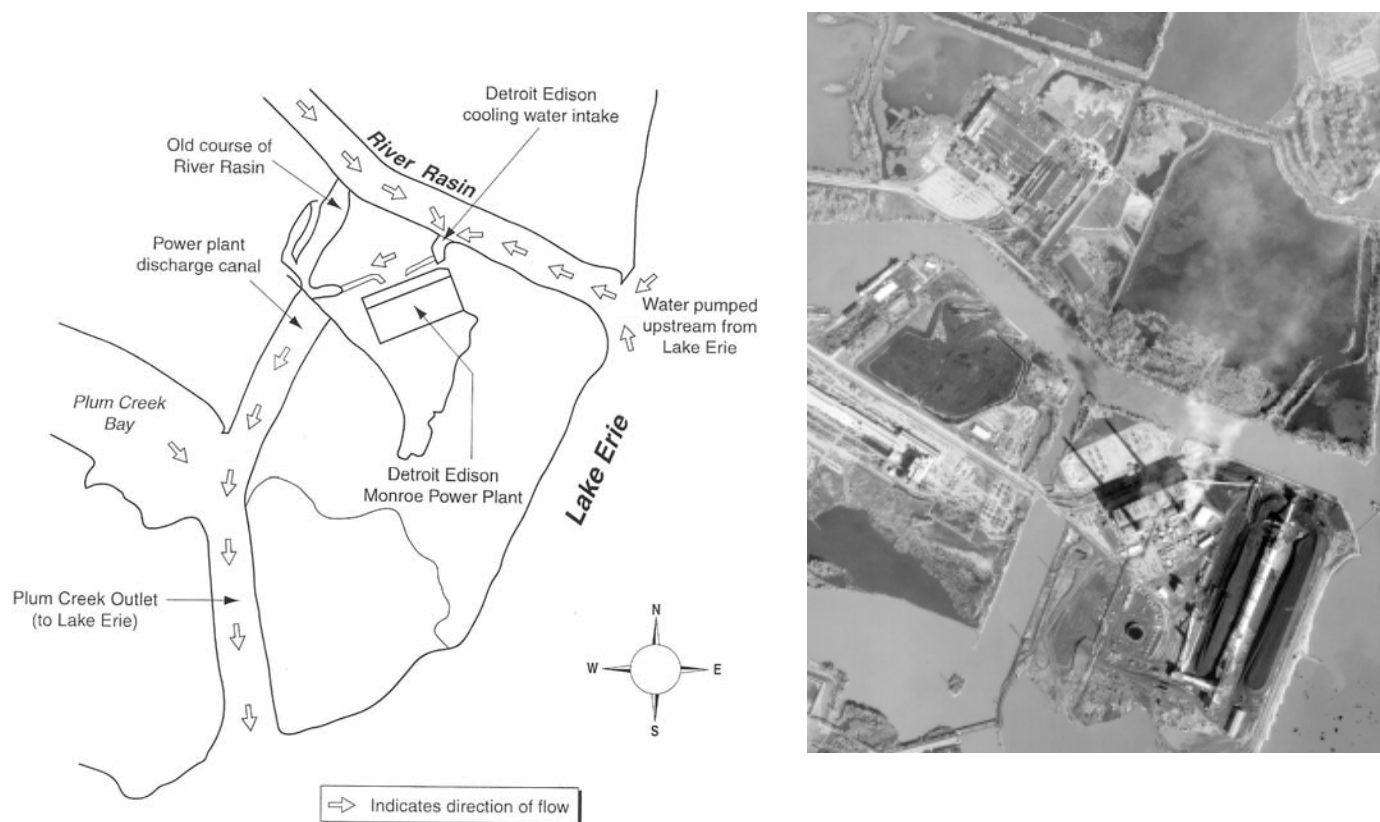 Detroit Edison
cooling water intake
Old course of
River Rasin
River Rasin
Power plant
discharge canal
Water pumped
upstream from
Lake Erie
Plum Creek
Bay
Lake Erie
Detroit Edison
Monroe Power Plant
Plum Creek Outlet
(to Lake Erie)
N
W
E
S
Indicates direction of flow